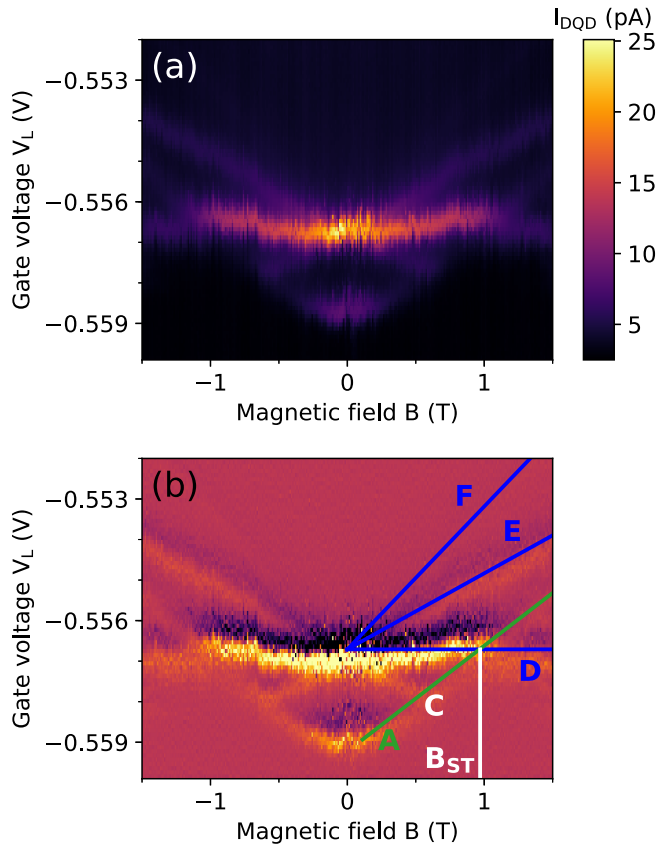 I_DQD (pA)
(a)
Gate voltage V_L (V)
−0.553
−0.556
−0.559
25
20
15
10
5
−1
0
1
Magnetic field B (T)
(b)
F
E
D
C
A
B_ST
Gate voltage V_L (V)
−0.553
−0.556
−0.559
−1
0
1
Magnetic field B (T)